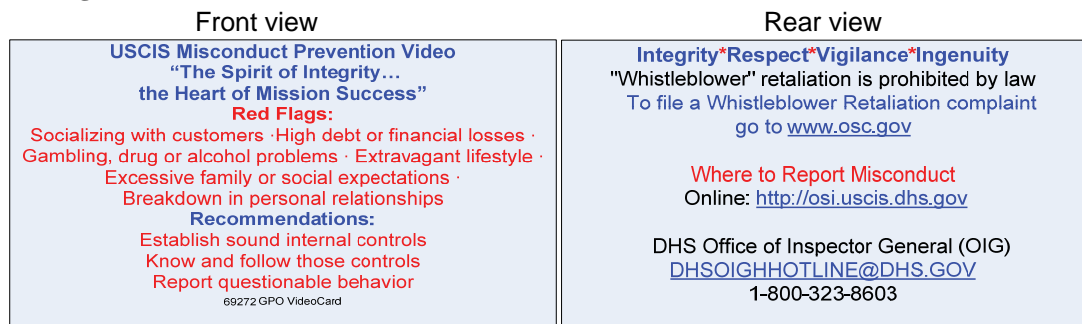 Front view
USCIS Misconduct Prevention Video
“The Spirit of Integrity…
the Heart of Mission Success”
Red Flags:
Socializing with customers ·High debt or financial losses ·
Gambling, drug or alcohol problems · Extravagant lifestyle ·
Excessive family or social expectations ·
Breakdown in personal relationships
Recommendations:
Establish sound internal controls
Know and follow those controls
Report questionable behavior
69272 GPO VideoCard
Rear view
Integrity*Respect*Vigilance*Ingenuity
"Whistleblower" retaliation is prohibited by law
To file a Whistleblower Retaliation complaint
go to www.osc.gov
Where to Report Misconduct
Online: http://osi.uscis.dhs.gov
DHS Office of Inspector General (OIG)
DHSOIGHHOTLINE@DHS.GOV
1-800-323-8603